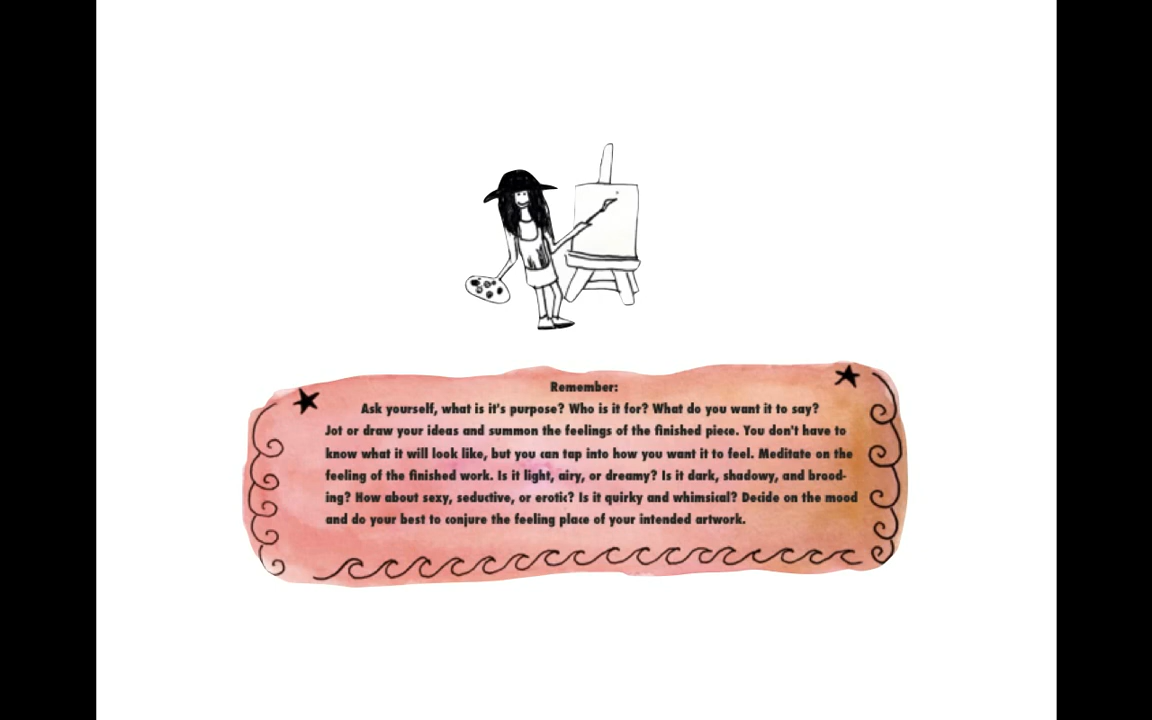 Remember:
Ask yourself, what is it's purpose? Who is it for? What do you want it to say?
Jot or draw your ideas and summon the feelings of the finished piece. You don't have to
know what it will look like, but you can tap into how you want it to feel. Meditate on the
feeling of the finished work. Is it light, airy, or dreamy? Is it dark, shadowy, and brood-
ing? How about sexy, seductive, or erotic? Is it quirky and whimsical? Decide on the mood
and do your best to conjure the feeling place of your intended artwork.